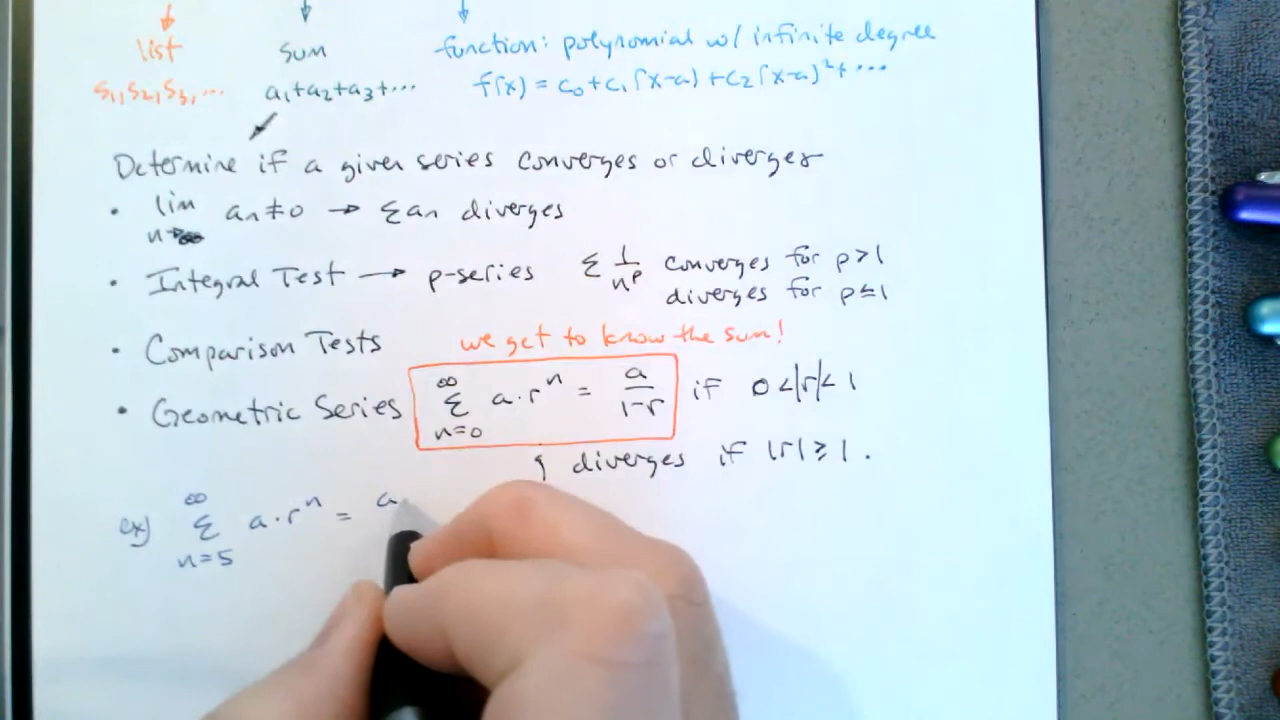 list sum function: polynomial w/ infinite degree
s₁, s₂, s₃, ... a₁+a₂+a₃+... f(x) = c₀+c₁(x-a)+c₂(x-a)²+...
Determine if a given series converges or diverges
• lim n→∞ aₙ≠0 → Σaₙ diverges
• Integral Test → p-series Σ 1/nᵖ converges for p>1
diverges for p≤1
• Comparison Tests we get to know the sum!
• Geometric Series ∞ Σ n=0 a·rⁿ = a/(1-r) if 0<|r|<1
diverges if |r|≥1.
ex) ∞ Σ n=5 a·rⁿ = a